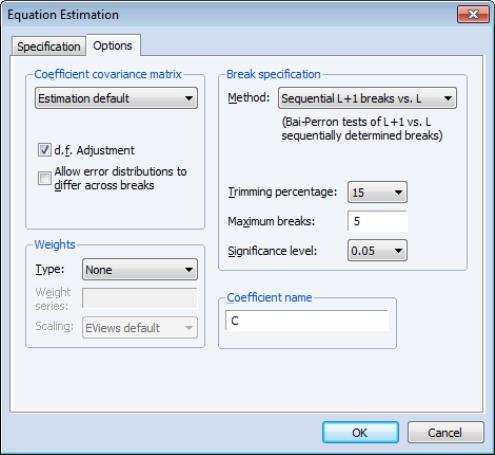 Equation Estimation
Specification
Options
Coefficient covariance matrix
Estimation default
d.f. Adjustment
Allow error distributions to
differ across breaks
Weights
Type:
None
Weight
series:
Scaling:
EViews default
Break specification
Method:
Sequential L+1 breaks vs. L
(Bai-Perron tests of L+1 vs. L
sequentially determined breaks)
Trimming percentage:
15
Maximum breaks:
5
Significance level:
0.05
Coefficient name
C
OK
Cancel